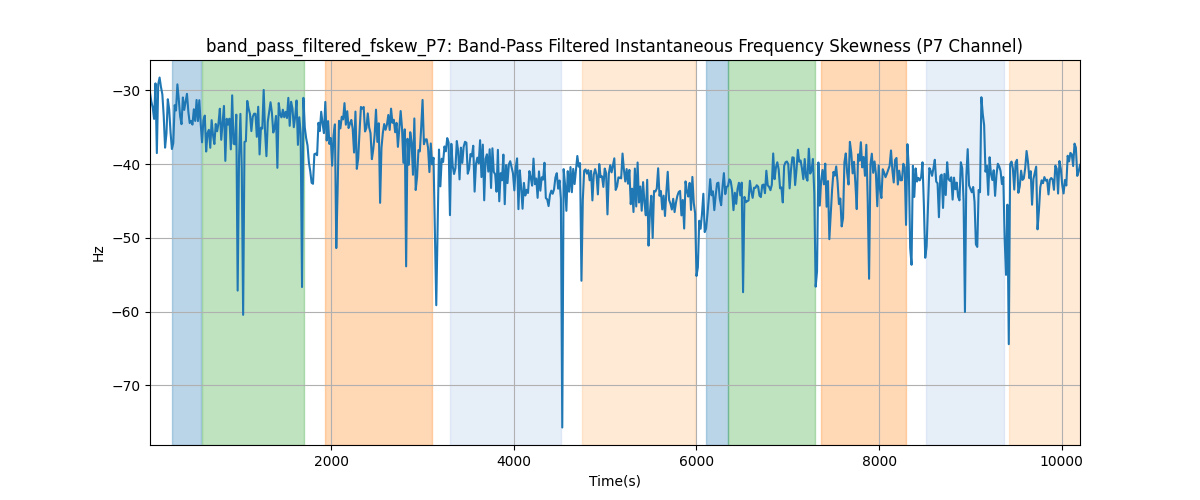 band_pass_filtered_fskew_P7: Band-Pass Filtered Instantaneous Frequency Skewness (P7 Channel)
−30
−40
−50
−60
−70
Hz
2000 4000 6000 8000 10000
Time(s)